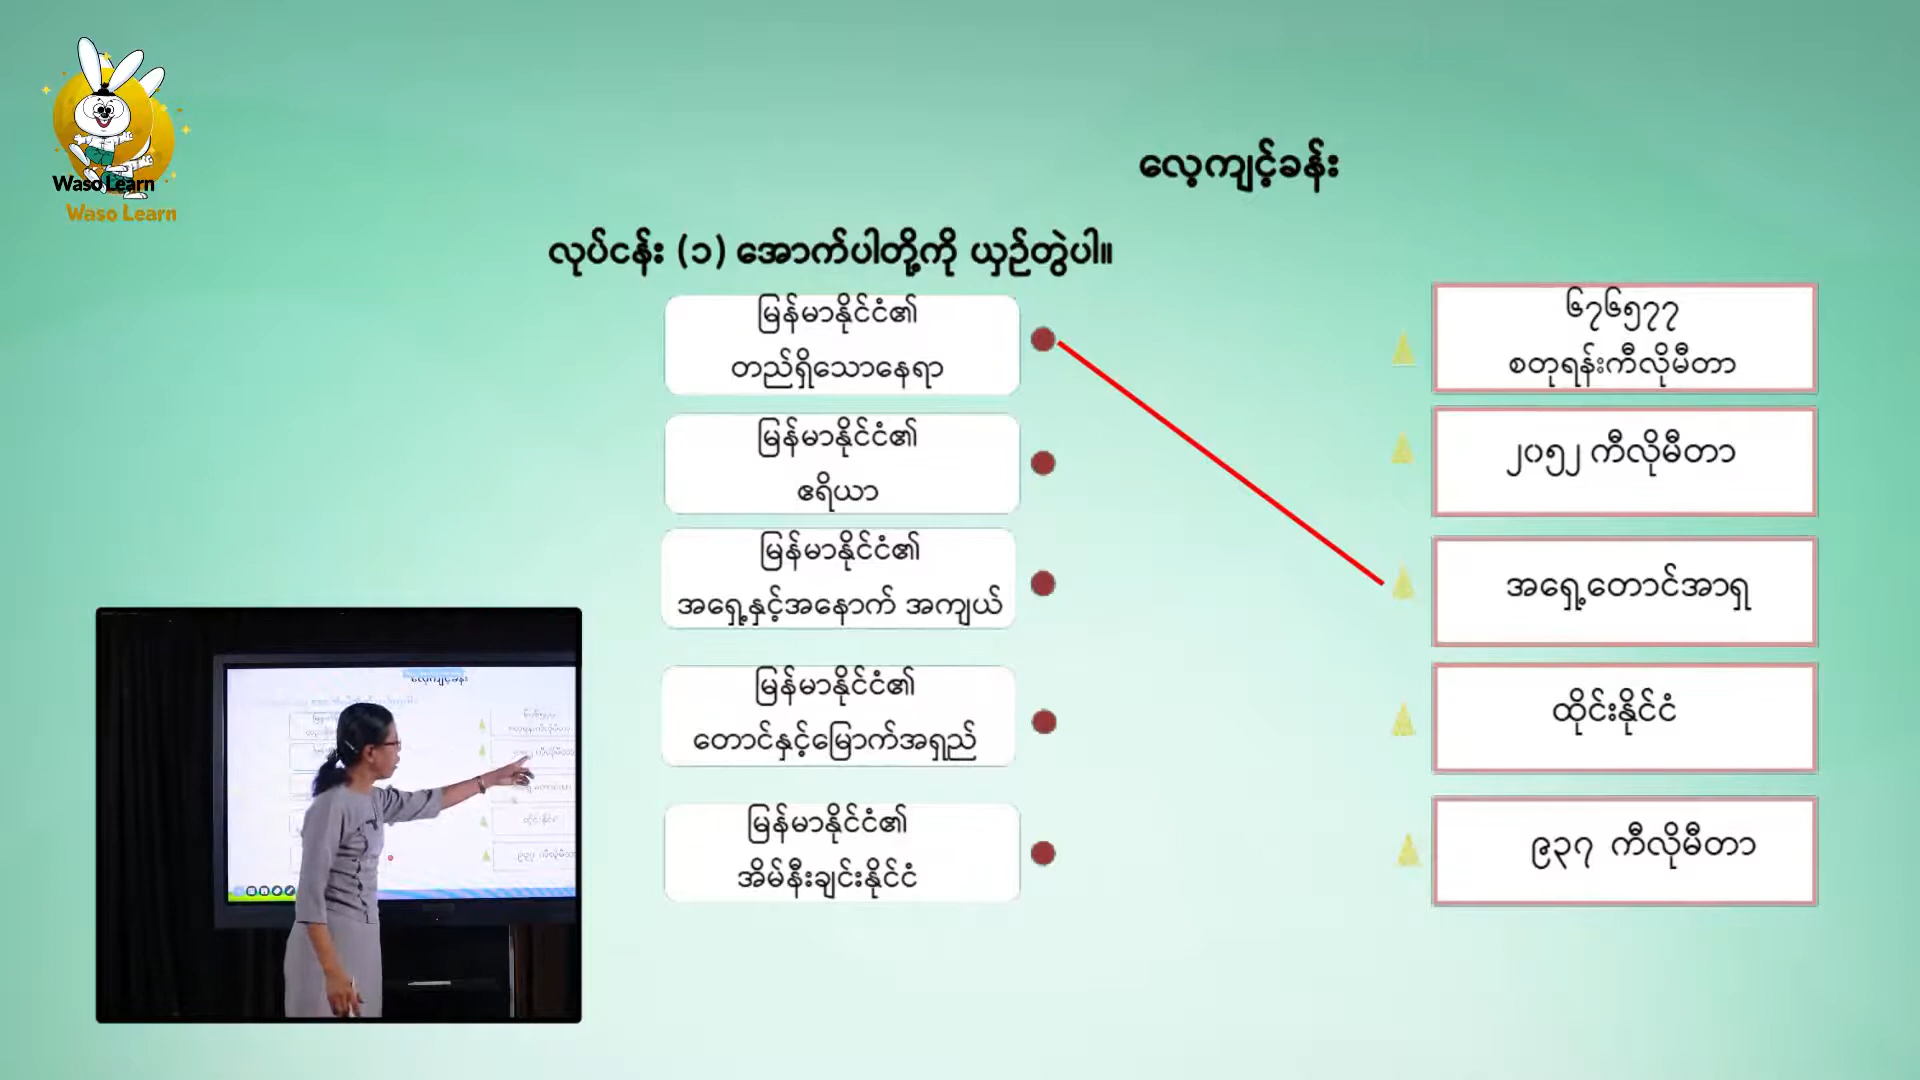 Waso Learn
Waso Learn
လေ့ကျင့်ခန်း
လုပ်ငန်း (၁) အောက်ပါတို့ကို ယှဉ်တွဲပါ။
မြန်မာနိုင်ငံ၏
တည်ရှိသောနေရာ
မြန်မာနိုင်ငံ၏
ဧရိယာ
မြန်မာနိုင်ငံ၏
အရှေ့နှင့်အနောက် အကျယ်
မြန်မာနိုင်ငံ၏
တောင်နှင့်မြောက်အရှည်
မြန်မာနိုင်ငံ၏
အိမ်နီးချင်းနိုင်ငံ
၆၇၆၅၇၇
စတုရန်းကီလိုမီတာ
၂၀၅၂ ကီလိုမီတာ
အရှေ့တောင်အာရှ
ထိုင်းနိုင်ငံ
၉၃၇ ကီလိုမီတာ